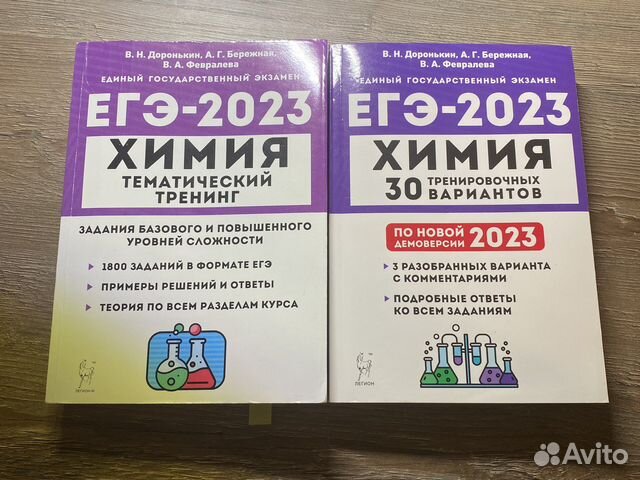 В. Н. Доронькин, А. Г. Бережная,
В. А. Февралева
ЕДИНЫЙ ГОСУДАРСТВЕННЫЙ ЭКЗАМЕН
ЕГЭ-2023
ХИМИЯ
ТЕМАТИЧЕСКИЙ
ТРЕНИНГ
ЗАДАНИЯ БАЗОВОГО И ПОВЫШЕННОГО
УРОВНЕЙ СЛОЖНОСТИ
1800 ЗАДАНИЙ В ФОРМАТЕ ЕГЭ
ПРИМЕРЫ РЕШЕНИЙ И ОТВЕТЫ
ТЕОРИЯ ПО ВСЕМ РАЗДЕЛАМ КУРСА
ЛЕГИОН-М
В. Н. Доронькин, А. Г. Бережная,
В. А. Февралева
ЕДИНЫЙ ГОСУДАРСТВЕННЫЙ ЭКЗАМЕН
ЕГЭ-2023
ХИМИЯ
30 ТРЕНИРОВОЧНЫХ
ВАРИАНТОВ
ПО НОВОЙ
ДЕМОВЕРСИИ 2023
3 РАЗОБРАННЫХ ВАРИАНТА
С КОММЕНТАРИЯМИ
ПОДРОБНЫЕ ОТВЕТЫ
КО ВСЕМ ЗАДАНИЯМ
ЛЕГИОН
Avito